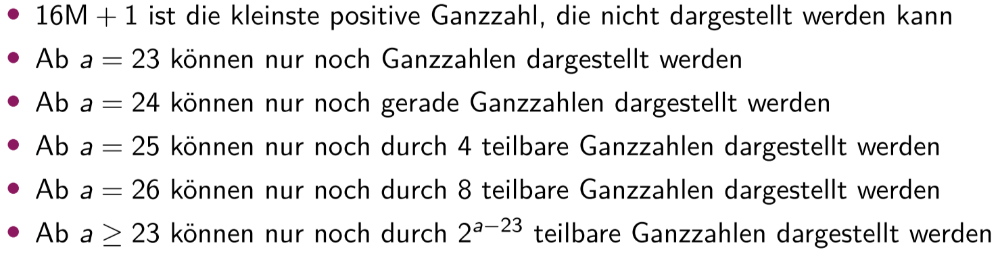 • 16M + 1 ist die kleinste positive Ganzzahl, die nicht dargestellt werden kann
• Ab a = 23 können nur noch Ganzzahlen dargestellt werden
• Ab a = 24 können nur noch gerade Ganzzahlen dargestellt werden
• Ab a = 25 können nur noch durch 4 teilbare Ganzzahlen dargestellt werden
• Ab a = 26 können nur noch durch 8 teilbare Ganzzahlen dargestellt werden
• Ab a ≥ 23 können nur noch durch 2^{a−23} teilbare Ganzzahlen dargestellt werden